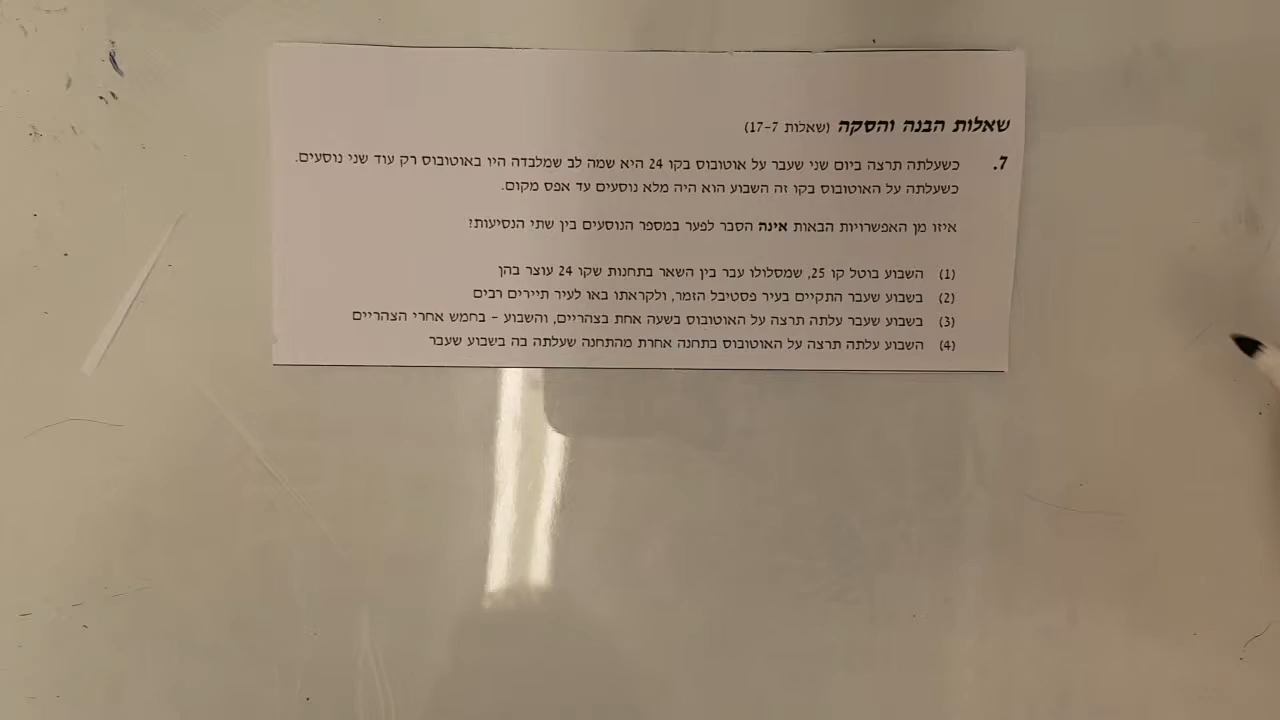 שאלות הבנה והסקה (שאלות 7-17)
7. כשעלתה תרצה ביום שני שעבר על אוטובוס בקו 24 היא שמה לב שמלבדה היו באוטובוס רק עוד שני נוסעים.
כשעלתה על האוטובוס בקו זה השבוע הוא היה מלא נוסעים עד אפס מקום.
איזו מן האפשרויות הבאות אינה הסבר לפער במספר הנוסעים בין שתי הנסיעות?
(1) השבוע בוטל קו 25, שמסלולו עבר בין השאר בתחנות שקו 24 עוצר בהן
(2) בשבוע שעבר התקיים בעיר פסטיבל הזמר, ולקראתו באו לעיר תיירים רבים
(3) בשבוע שעבר עלתה תרצה על האוטובוס בשעה אחת בצהריים, והשבוע - בחמש אחרי הצהריים
(4) השבוע עלתה תרצה על האוטובוס בתחנה אחרת מהתחנה שעלתה בה בשבוע שעבר